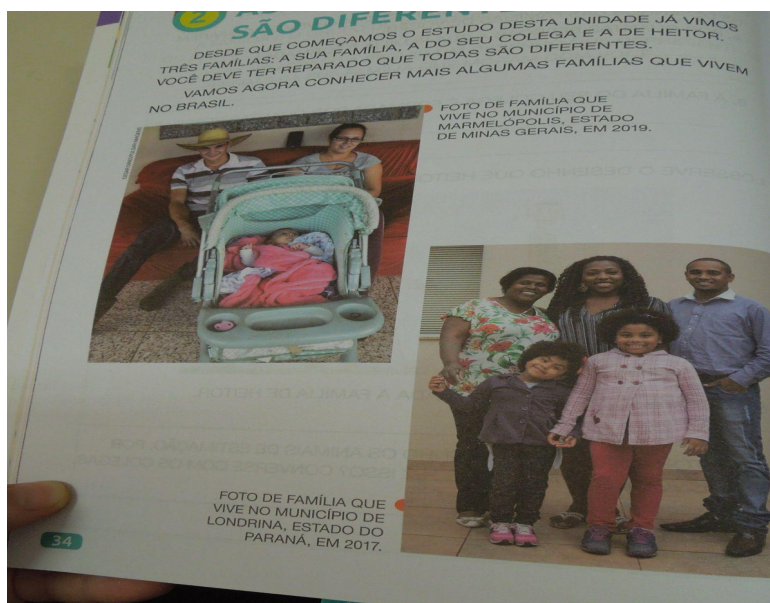 2
SÃO DIFERENTES
DESDE QUE COMEÇAMOS O ESTUDO DESTA UNIDADE JÁ VIMOS
TRÊS FAMÍLIAS: A SUA FAMÍLIA, A DO SEU COLEGA E A DE HEITOR.
VOCÊ DEVE TER REPARADO QUE TODAS SÃO DIFERENTES.
VAMOS AGORA CONHECER MAIS ALGUMAS FAMÍLIAS QUE VIVEM
NO BRASIL.
FOTO DE FAMÍLIA QUE
VIVE NO MUNICÍPIO DE
MARMELÓPOLIS, ESTADO
DE MINAS GERAIS, EM 2019.
FOTO DE FAMÍLIA QUE
VIVE NO MUNICÍPIO DE
LONDRINA, ESTADO DO
PARANÁ, EM 2017.
34